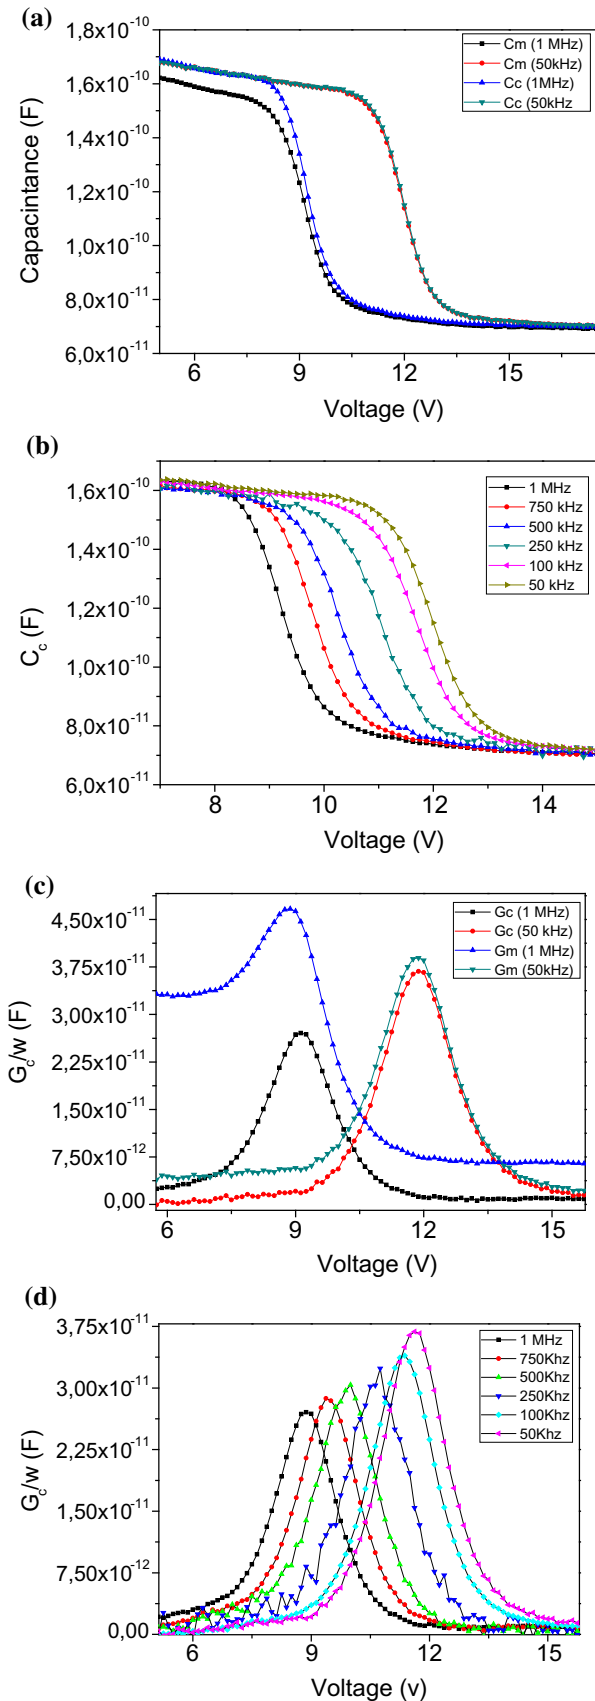 (a)
1,8x10-10
1,6x10-10
1,4x10-10
1,2x10-10
1,0x10-10
8,0x10-11
6,0x10-11
Capacintance (F)
Cm (1 MHz)
Cm (50kHz)
Cc (1MHz)
Cc (50kHz
6 9 12 15
Voltage (V)
(b)
1,6x10-10
1,4x10-10
1,2x10-10
1,0x10-10
8,0x10-11
6,0x10-11
Cc (F)
1 MHz
750 kHz
500 kHz
250 kHz
100 kHz
50 kHz
8 10 12 14
Voltage (V)
(c)
4,50x10-11
3,75x10-11
3,00x10-11
2,25x10-11
1,50x10-11
7,50x10-12
0,00
Gc/w (F)
Gc (1 MHz)
Gc (50 kHz)
Gm (1 MHz)
Gm (50kHz)
6 9 12 15
Voltage (V)
(d)
3,75x10-11
3,00x10-11
2,25x10-11
1,50x10-11
7,50x10-12
0,00
Gc/w (F)
1 MHz
750Khz
500Khz
250Khz
100Khz
50Khz
6 9 12 15
Voltage (v)